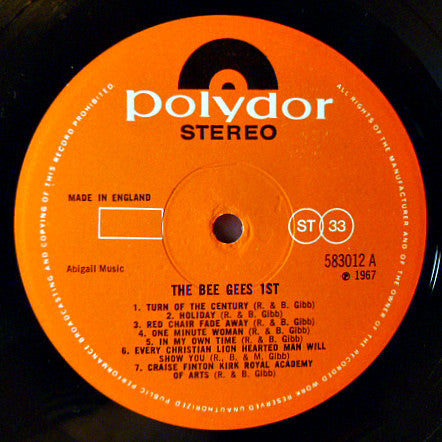 polydor
STEREO
MADE IN ENGLAND
ST 33
583012 A
Abigail Music
℗ 1967
THE BEE GEES 1ST
1. TURN OF THE CENTURY (R. & B. Gibb)
2. HOLIDAY (R. & B. Gibb)
3. RED CHAIR FADE AWAY (R. & B. Gibb)
4. ONE MINUTE WOMAN (R. & B. Gibb)
5. IN MY OWN TIME (R. & B. Gibb)
6. EVERY CHRISTIAN LION HEARTED MAN WILL
SHOW YOU (R., B. & M. Gibb)
7. CRAISE FINTON KIRK ROYAL ACADEMY
OF ARTS (R. & B. Gibb)
ALL RIGHTS OF THE MANUFACTURER AND OF THE OWNER OF THE RECORDED WORK RESERVED UNAUTHORIZED PUBLIC PERFORMANCE BROADCASTING AND COPYING OF THIS RECORD PROHIBITED